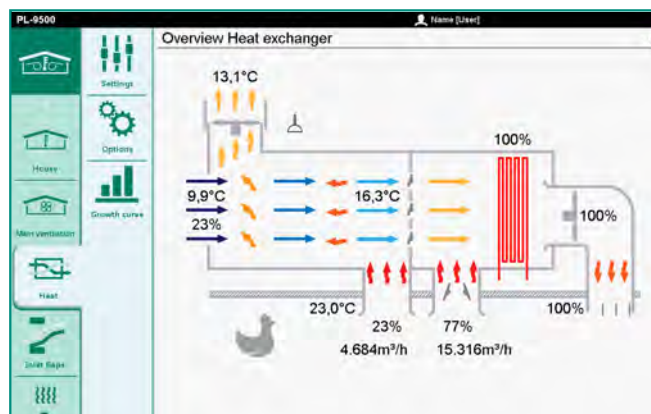 PL-9500
Name [User]
Overview Heat exchanger
Settings
Options
Growth curve
House
Main ventilation
Heat
Inlet flaps
13,1°C
100%
9,9°C
16,3°C
23%
100%
23,0°C
100%
23%
77%
4.684m³/h
15.316m³/h